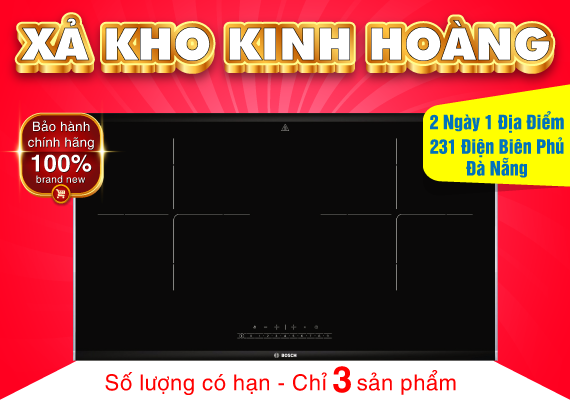 XẢ KHO KINH HOÀNG
Bảo hành
chính hãng
100%
brand new
2 Ngày 1 Địa Điểm
231 Điện Biên Phủ
Đà Nẵng
BOSCH
Số lượng có hạn - Chỉ 3 sản phẩm